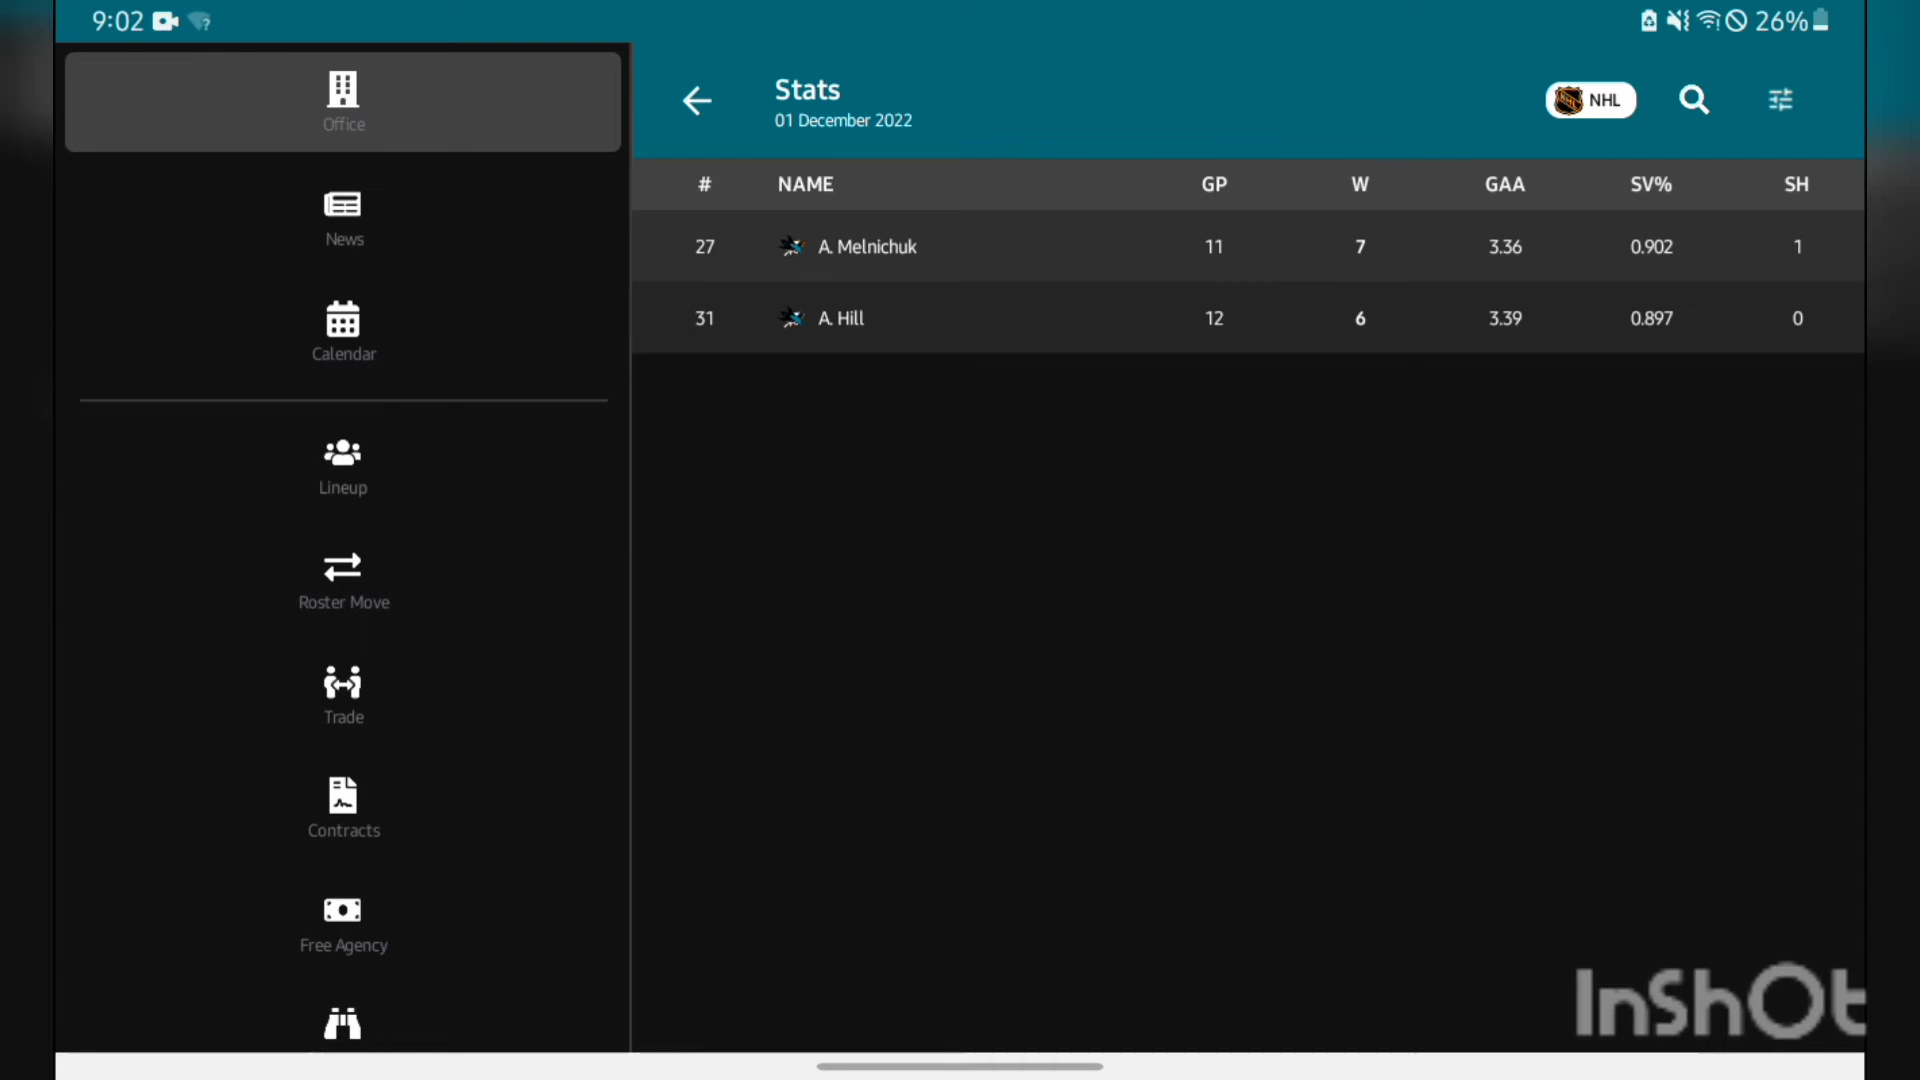 9:02
26%
Office
News
Calendar
Lineup
Roster Move
Trade
Contracts
Free Agency
Stats
01 December 2022
NHL
# NAME GP W GAA SV% SH
27 A. Melnichuk 11 7 3.36 0.902 1
31 A. Hill 12 6 3.39 0.897 0
InShOt